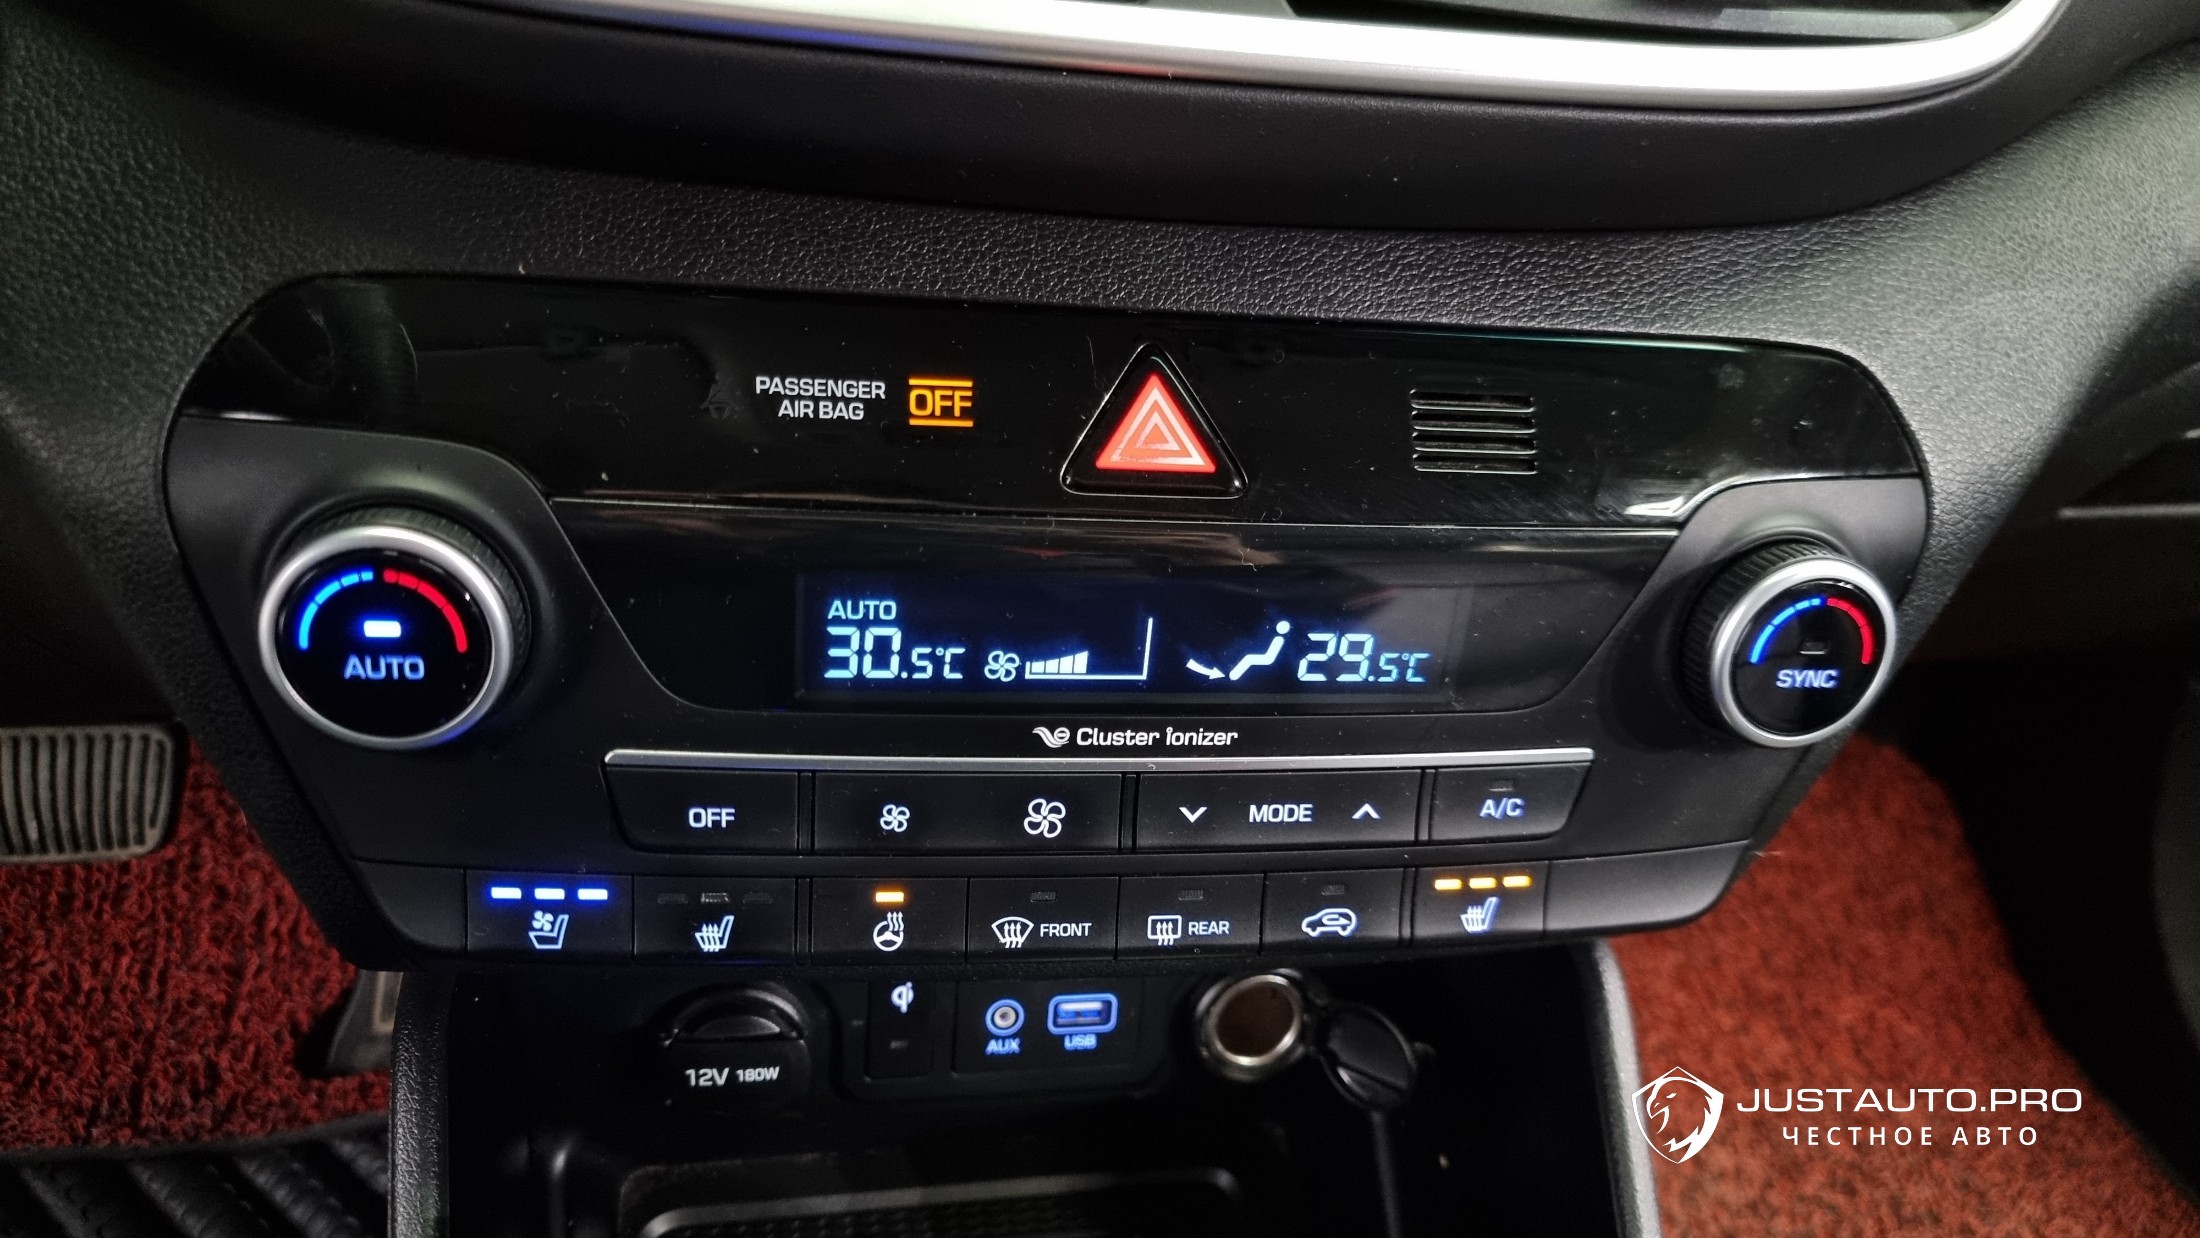 PASSENGER
AIR BAG
OFF
AUTO
30.5°C
29.5°C
AUTO
SYNC
Cluster ionizer
OFF
MODE
A/C
FRONT
REAR
qi
AUX
USB
12V 180W
JUSTAUTO.PRO
ЧЕСТНОЕ АВТО